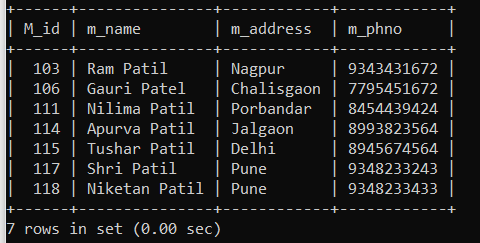 +------+---------------+------------+------------+
| M_id | m_name        | m_address  | m_phno     |
+------+---------------+------------+------------+
|  103 | Ram Patil     | Nagpur     | 9343431672 |
|  106 | Gauri Patel   | Chalisgaon | 7795451672 |
|  111 | Nilima Patil  | Porbandar  | 8454439424 |
|  114 | Apurva Patil  | Jalgaon    | 8993823564 |
|  115 | Tushar Patil  | Delhi      | 8945674564 |
|  117 | Shri Patil    | Pune       | 9348233243 |
|  118 | Niketan Patil | Pune       | 9348233433 |
+------+---------------+------------+------------+
7 rows in set (0.00 sec)